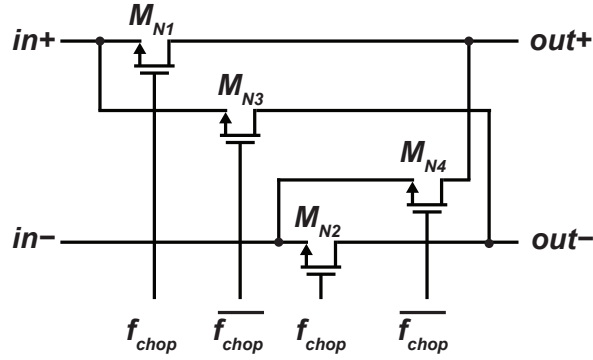 M_N1
in+ out+
M_N3
M_N4
M_N2
in− out−
f_chop f_chop f_chop f_chop